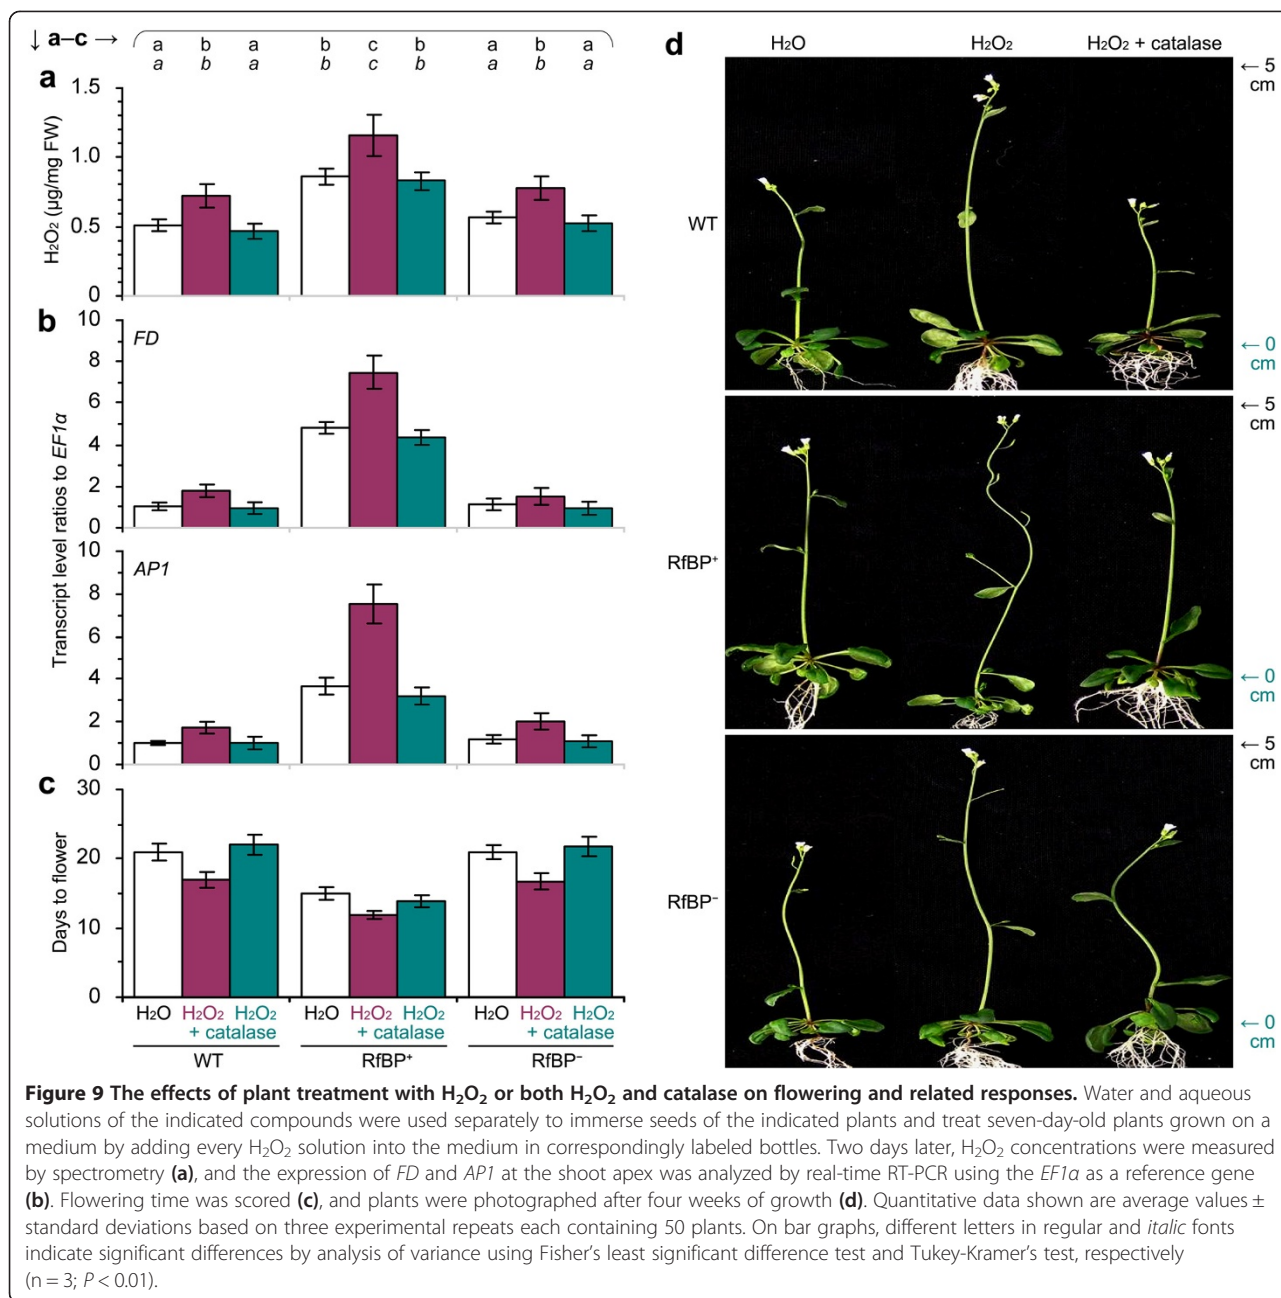 ↓ a–c →
a b a b c b a b a
a b a b c b a b a
a
1.5
1.0
0.5
0
H₂O₂ (µg/mg FW)
b
FD
10
8
6
4
2
0
AP1
10
8
6
4
2
0
Transcript level ratios to EF1α
c
30
20
10
0
Days to flower
H₂O H₂O₂ H₂O₂ H₂O H₂O₂ H₂O₂ H₂O H₂O₂ H₂O₂
+ catalase + catalase + catalase
WT RfBP⁺ RfBP⁻
d
H₂O H₂O₂ H₂O₂ + catalase
WT
← 5
cm
← 0
cm
RfBP⁺
← 5
cm
← 0
cm
RfBP⁻
← 5
cm
← 0
cm
Figure 9 The effects of plant treatment with H₂O₂ or both H₂O₂ and catalase on flowering and related responses. Water and aqueous
solutions of the indicated compounds were used separately to immerse seeds of the indicated plants and treat seven-day-old plants grown on a
medium by adding every H₂O₂ solution into the medium in correspondingly labeled bottles. Two days later, H₂O₂ concentrations were measured
by spectrometry (a), and the expression of FD and AP1 at the shoot apex was analyzed by real-time RT-PCR using the EF1α as a reference gene
(b). Flowering time was scored (c), and plants were photographed after four weeks of growth (d). Quantitative data shown are average values ±
standard deviations based on three experimental repeats each containing 50 plants. On bar graphs, different letters in regular and italic fonts
indicate significant differences by analysis of variance using Fisher's least significant difference test and Tukey-Kramer's test, respectively
(n = 3; P < 0.01).